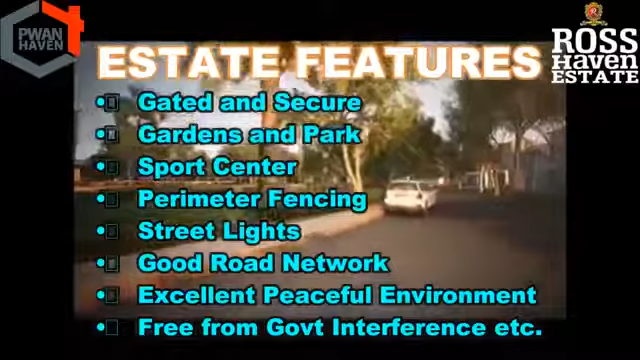 PWAN
HAVEN
ROSS
Haven
ESTATE
ESTATE FEATURES
• Gated and Secure
• Gardens and Park
• Sport Center
• Perimeter Fencing
• Street Lights
• Good Road Network
• Excellent Peaceful Environment
• Free from Govt Interference etc.